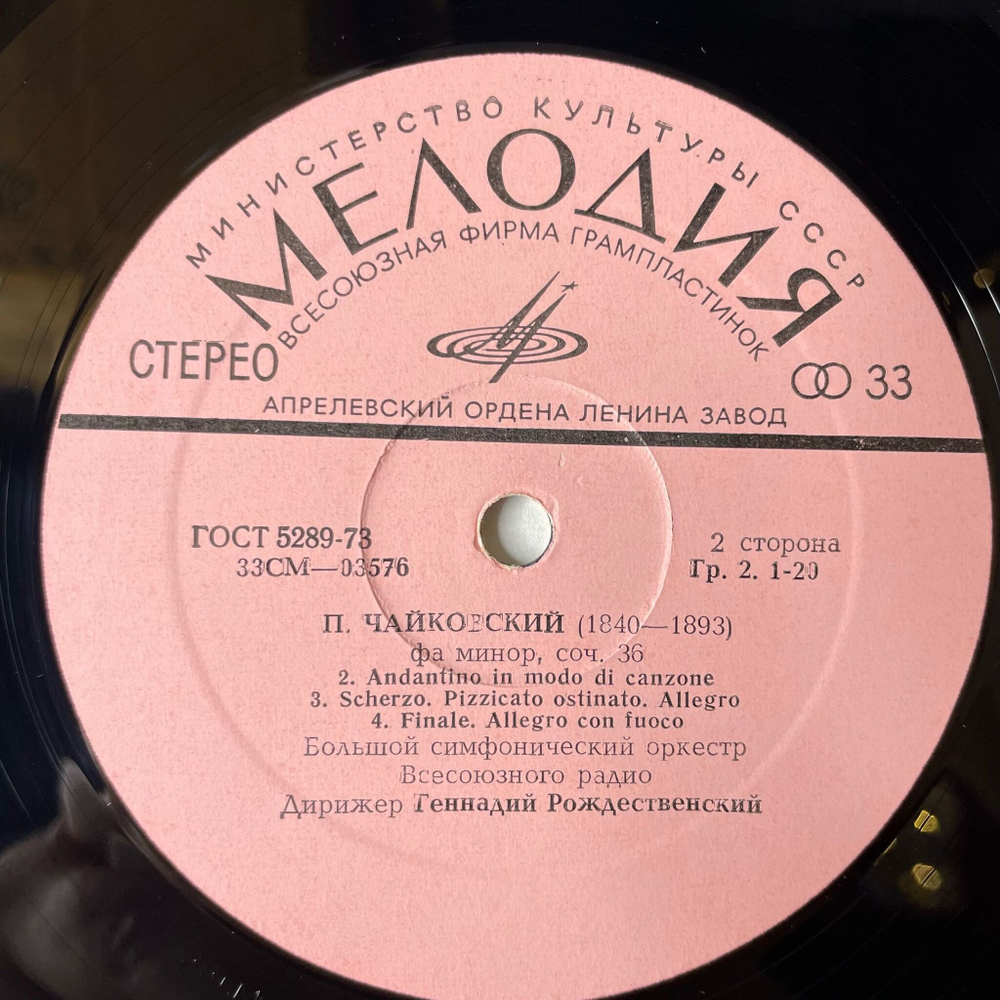 МИНИСТЕРСТВО КУЛЬТУРЫ СССР
МЕЛОДИЯ
ВСЕСОЮЗНАЯ ФИРМА ГРАМПЛАСТИНОК
СТЕРЕО
33
АПРЕЛЕВСКИЙ ОРДЕНА ЛЕНИНА ЗАВОД
ГОСТ 5289-73
2 сторона
33СМ—03576
Гр. 2. 1-20
П. ЧАЙКОВСКИЙ (1840—1893)
фа минор, соч. 36
2. Andantino in modo di canzone
3. Scherzo. Pizzicato ostinato. Allegro
4. Finale. Allegro con fuoco
Большой симфонический оркестр
Всесоюзного радио
Дирижер Геннадий Рождественский